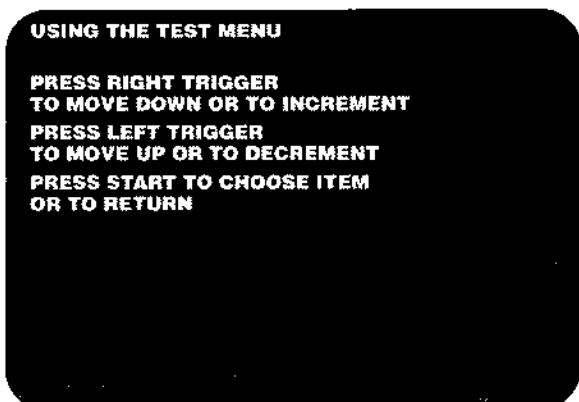 USING THE TEST MENU
PRESS RIGHT TRIGGER
TO MOVE DOWN OR TO INCREMENT
PRESS LEFT TRIGGER
TO MOVE UP OR TO DECREMENT
PRESS START TO CHOOSE ITEM
OR TO RETURN